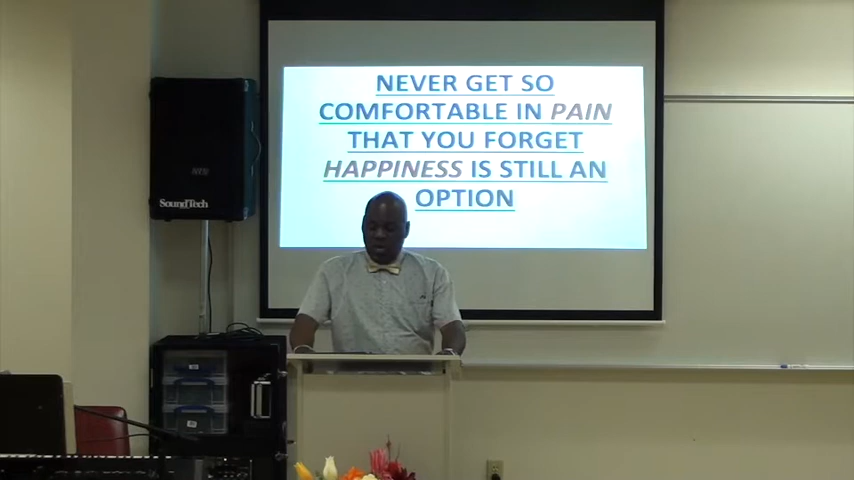 NEVER GET SO
COMFORTABLE IN PAIN
THAT YOU FORGET
HAPPINESS IS STILL AN
OPTION
SoundTech